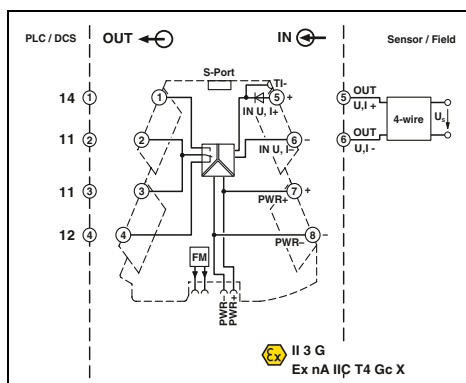 PLC / DCS
OUT
IN
Sensor / Field
S-Port
TI-
14 1
1
5 +
IN U, I+
5 OUT
U,I +
4-wire
Us
11 2
2
6 –
IN U, I–
6 OUT
U,I -
11 3
3
7 +
PWR+
12 4
4
8 –
PWR–
FM
PWR–
PWR+
Ex II 3 G
Ex nA IIC T4 Gc X